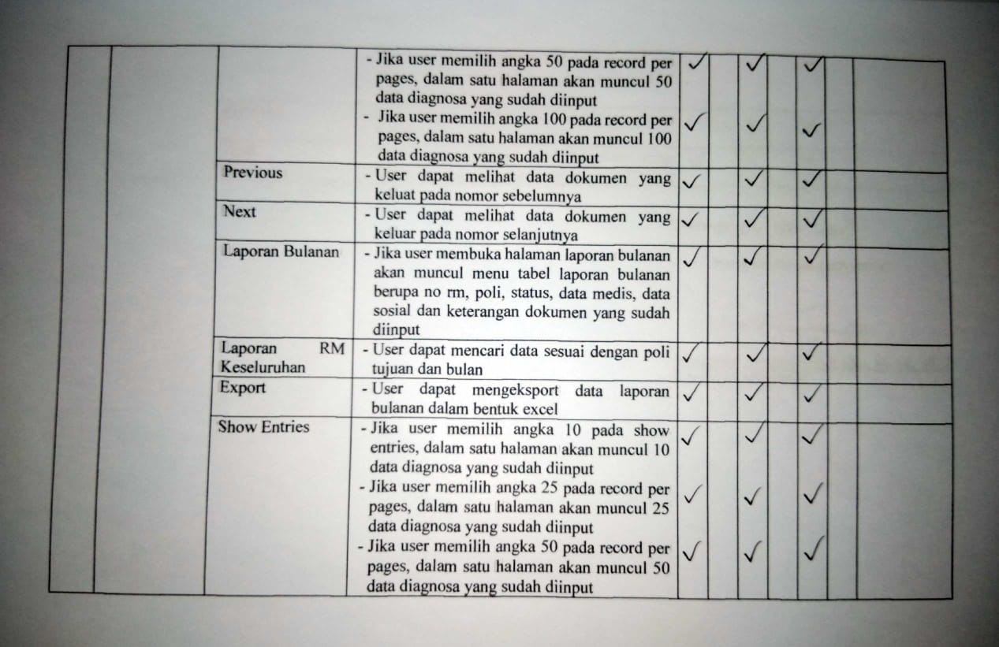 - Jika user memilih angka 50 pada record per
pages, dalam satu halaman akan muncul 50
data diagnosa yang sudah diinput
- Jika user memilih angka 100 pada record per
pages, dalam satu halaman akan muncul 100
data diagnosa yang sudah diinput
Previous
- User dapat melihat data dokumen yang
keluat pada nomor sebelumnya
Next
- User dapat melihat data dokumen yang
keluar pada nomor selanjutnya
Laporan Bulanan
- Jika user membuka halaman laporan bulanan
akan muncul menu tabel laporan bulanan
berupa no rm, poli, status, data medis, data
sosial dan keterangan dokumen yang sudah
diinput
Laporan RM
Keseluruhan
- User dapat mencari data sesuai dengan poli
tujuan dan bulan
Export
- User dapat mengeksport data laporan
bulanan dalam bentuk excel
Show Entries
- Jika user memilih angka 10 pada show
entries, dalam satu halaman akan muncul 10
data diagnosa yang sudah diinput
- Jika user memilih angka 25 pada record per
pages, dalam satu halaman akan muncul 25
data diagnosa yang sudah diinput
- Jika user memilih angka 50 pada record per
pages, dalam satu halaman akan muncul 50
data diagnosa yang sudah diinput